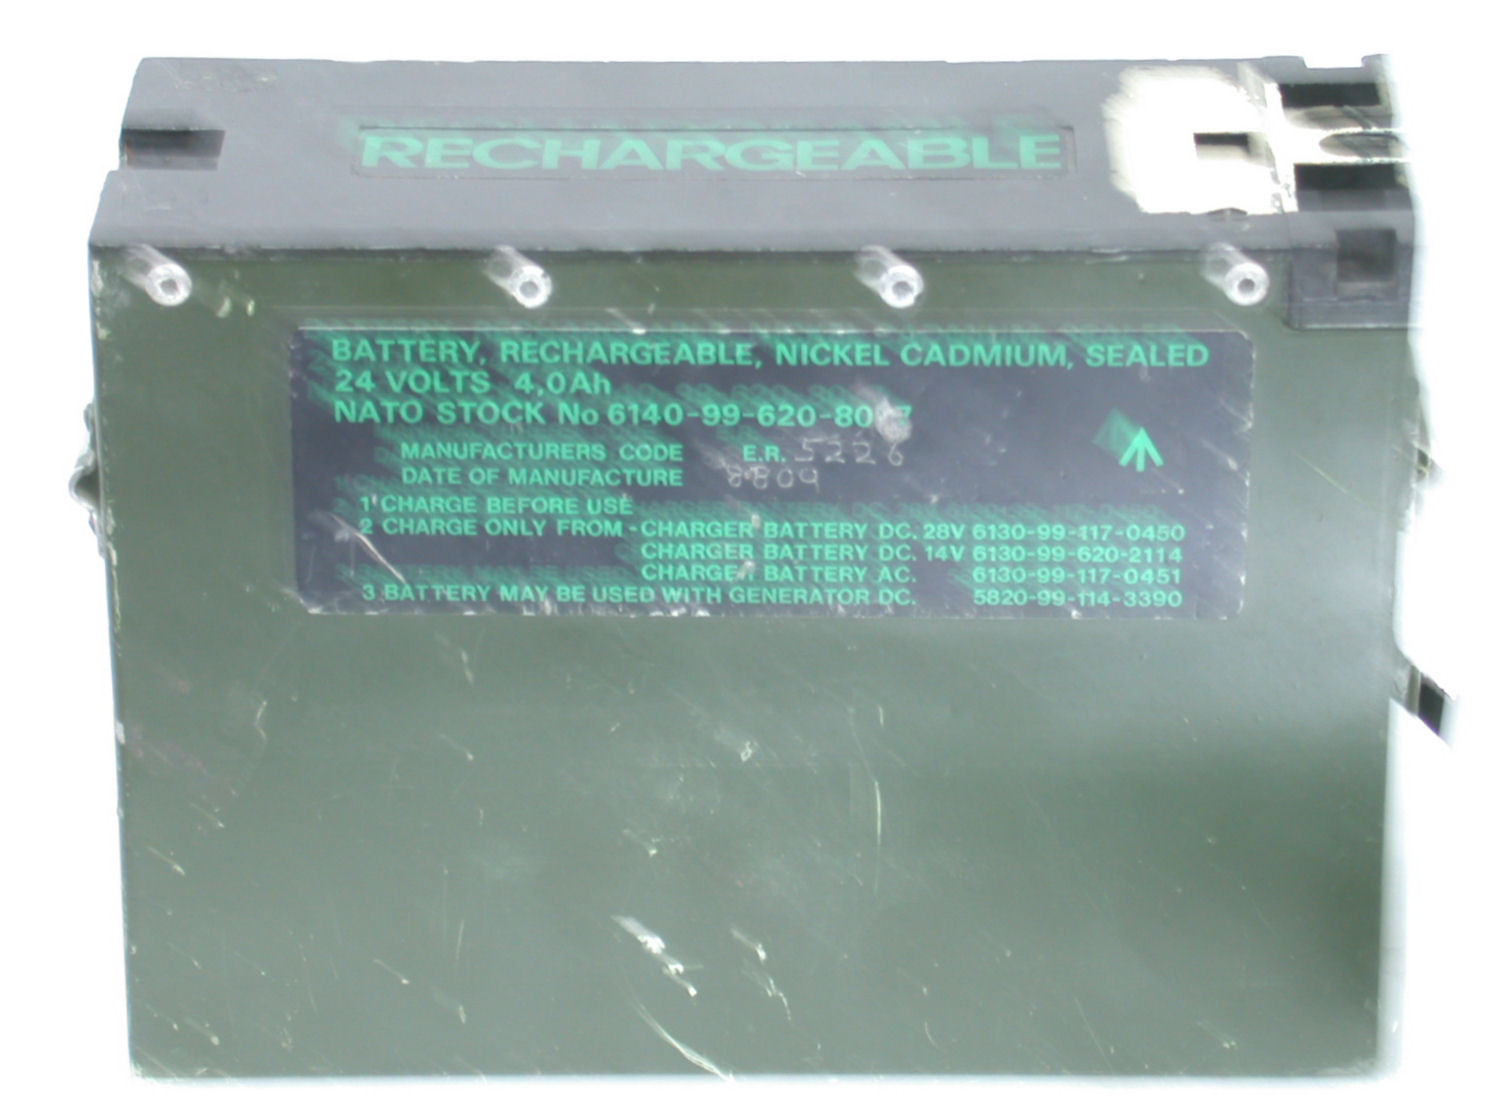 RECHARGEABLE
BATTERY, RECHARGEABLE, NICKEL CADMIUM, SEALED
24 VOLTS 4,0Ah
NATO STOCK No
MANUFACTURERS CODE E.R. 5226
DATE OF MANUFACTURE 8809
1 CHARGE BEFORE USE
2 CHARGE ONLY FROM - CHARGER BATTERY DC. 28V 6130-99-117-0450
CHARGER BATTERY DC. 14V 6130-99-620-2114
CHARGER BATTERY AC. 6130-99-117-0451
3 BATTERY MAY BE USED WITH GENERATOR DC. 5820-99-114-3390